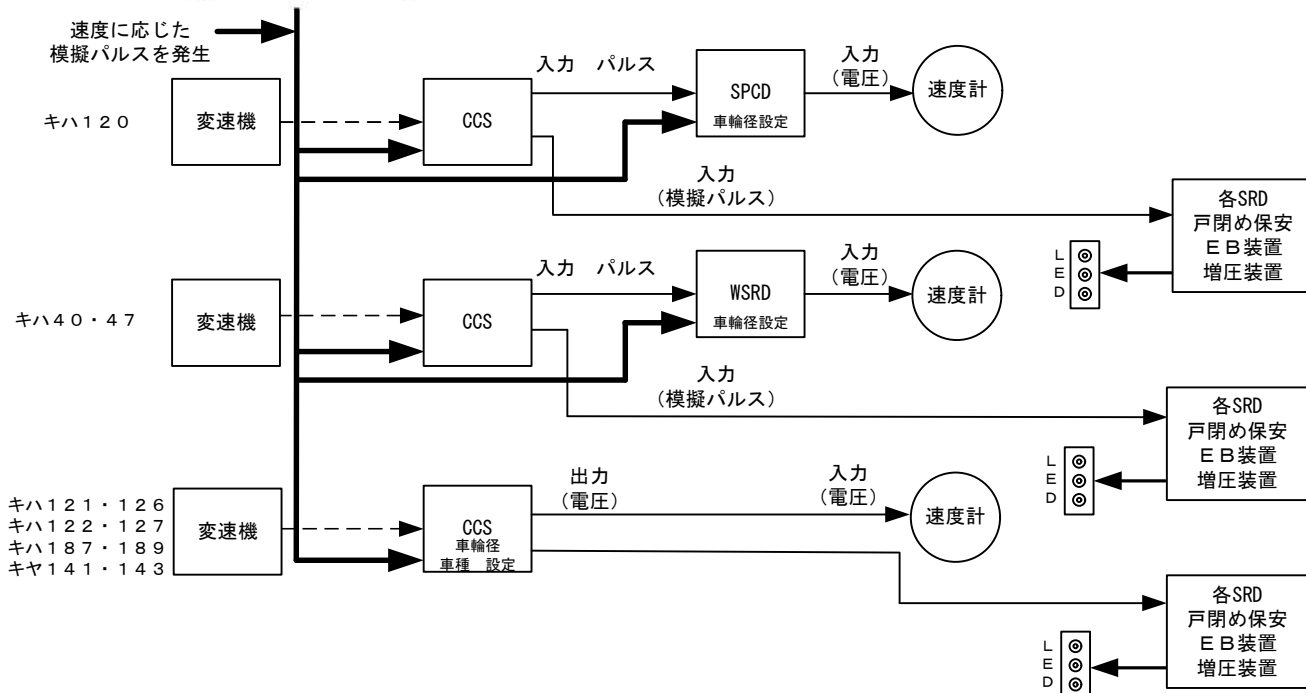 速度に応じた
模擬パルスを発生
キハ１２０
変速機
CCS
入力　パルス
SPCD
車輪径設定
入力
(電圧)
速度計
入力
(模擬パルス)
各SRD
戸閉め保安
ＥＢ装置
増圧装置
L
E
D
キハ４０・４７
変速機
CCS
入力　パルス
WSRD
車輪径設定
入力
(電圧)
速度計
入力
(模擬パルス)
各SRD
戸閉め保安
ＥＢ装置
増圧装置
L
E
D
キハ１２１・１２６
キハ１２２・１２７
キハ１８７・１８９
キヤ１４１・１４３
変速機
CCS
車輪径
車種　設定
出力
(電圧)
入力
(電圧)
速度計
各SRD
戸閉め保安
ＥＢ装置
増圧装置
L
E
D